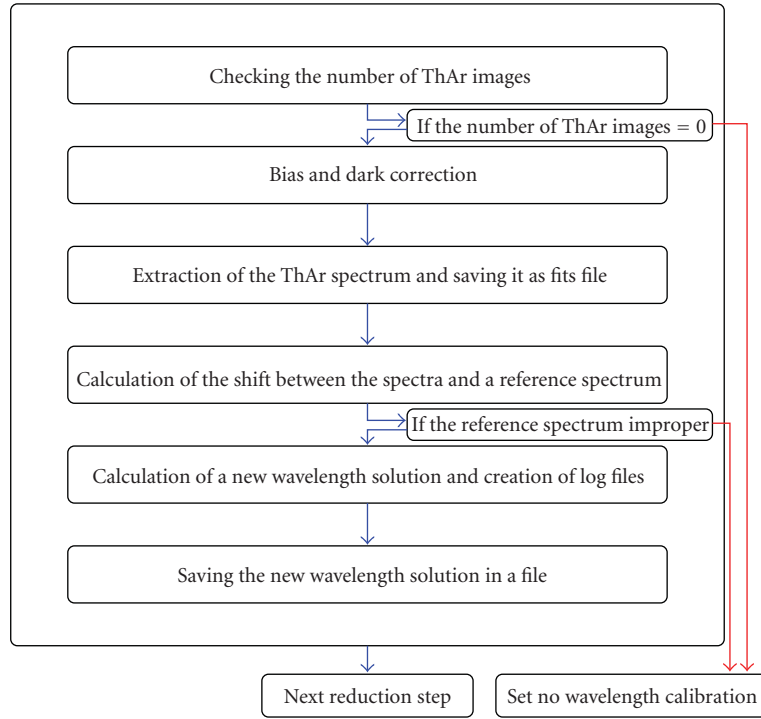 Checking the number of ThAr images
If the number of ThAr images = 0
Bias and dark correction
Extraction of the ThAr spectrum and saving it as fits file
Calculation of the shift between the spectra and a reference spectrum
If the reference spectrum improper
Calculation of a new wavelength solution and creation of log files
Saving the new wavelength solution in a file
Next reduction step
Set no wavelength calibration